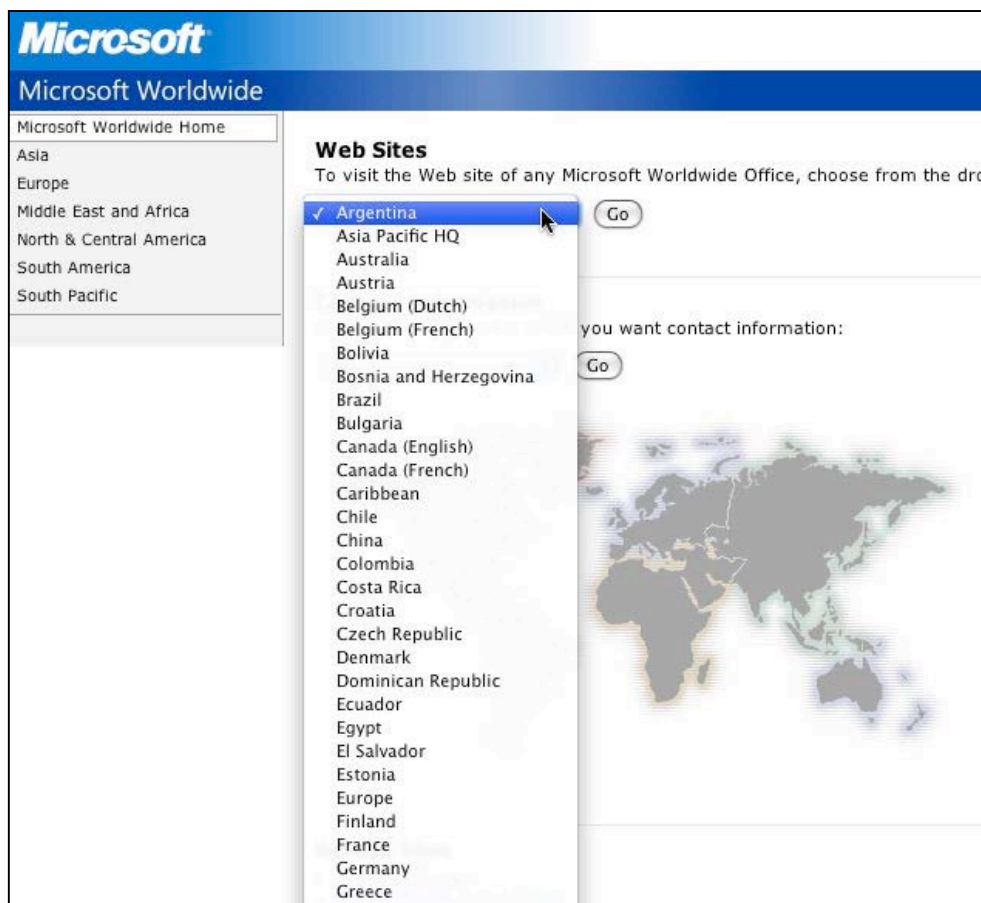 Microsoft
Microsoft Worldwide
Microsoft Worldwide Home
Asia
Europe
Middle East and Africa
North & Central America
South America
South Pacific
Web Sites
To visit the Web site of any Microsoft Worldwide Office, choose from the dro
✓ Argentina
Go
Asia Pacific HQ
Australia
Austria
Belgium (Dutch)
Belgium (French)
you want contact information:
Bolivia
Go
Bosnia and Herzegovina
Brazil
Bulgaria
Canada (English)
Canada (French)
Caribbean
Chile
China
Colombia
Costa Rica
Croatia
Czech Republic
Denmark
Dominican Republic
Ecuador
Egypt
El Salvador
Estonia
Europe
Finland
France
Germany
Greece